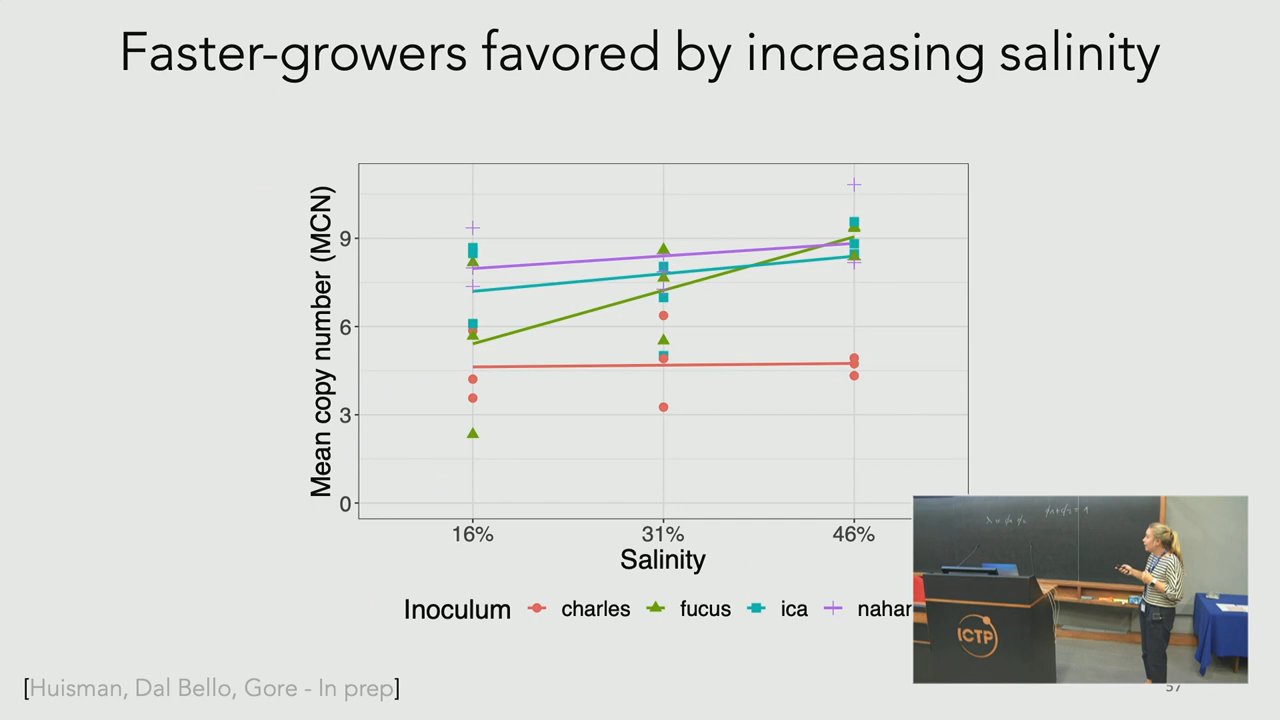 Faster-growers favored by increasing salinity
Mean copy number (MCN)
9
6
3
0
16% 31% 46%
Salinity
Inoculum charles fucus ica nahar
ICTP
[Huisman, Dal Bello, Gore - In prep]
57